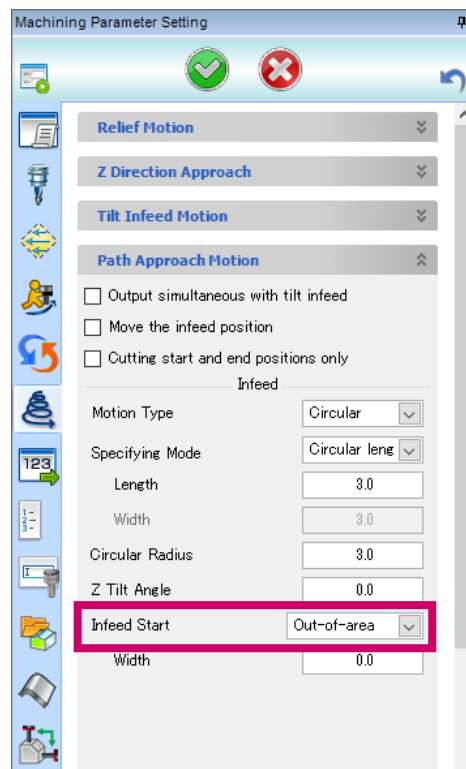 Machining Parameter Setting
Relief Motion
Z Direction Approach
Tilt Infeed Motion
Path Approach Motion
Output simultaneous with tilt infeed
Move the infeed position
Cutting start and end positions only
Infeed
Motion Type Circular
Specifying Mode Circular leng
Length 3.0
Width 3.0
Circular Radius 3.0
Z Tilt Angle 0.0
Infeed Start Out-of-area
Width 0.0
123
1-
2-
3-
I